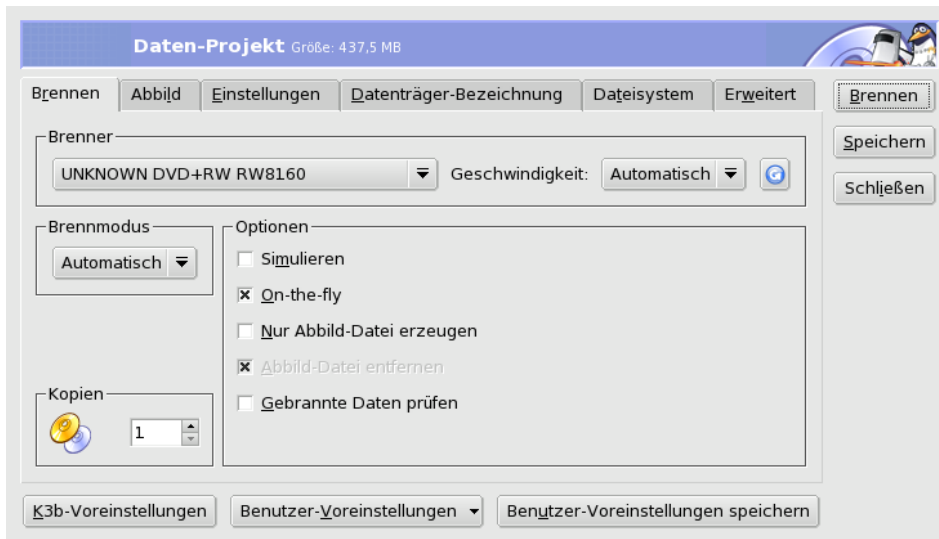 Daten-Projekt Größe: 437,5 MB
Brennen Abbild Einstellungen Datenträger-Bezeichnung Dateisystem Erweitert
Brennen
Speichern
Schließen
Brenner
UNKNOWN DVD+RW RW8160 Geschwindigkeit: Automatisch
Brennmodus
Automatisch
Optionen
Simulieren
On-the-fly
Nur Abbild-Datei erzeugen
Abbild-Datei entfernen
Gebrannte Daten prüfen
Kopien
1
K3b-Voreinstellungen Benutzer-Voreinstellungen Benutzer-Voreinstellungen speichern